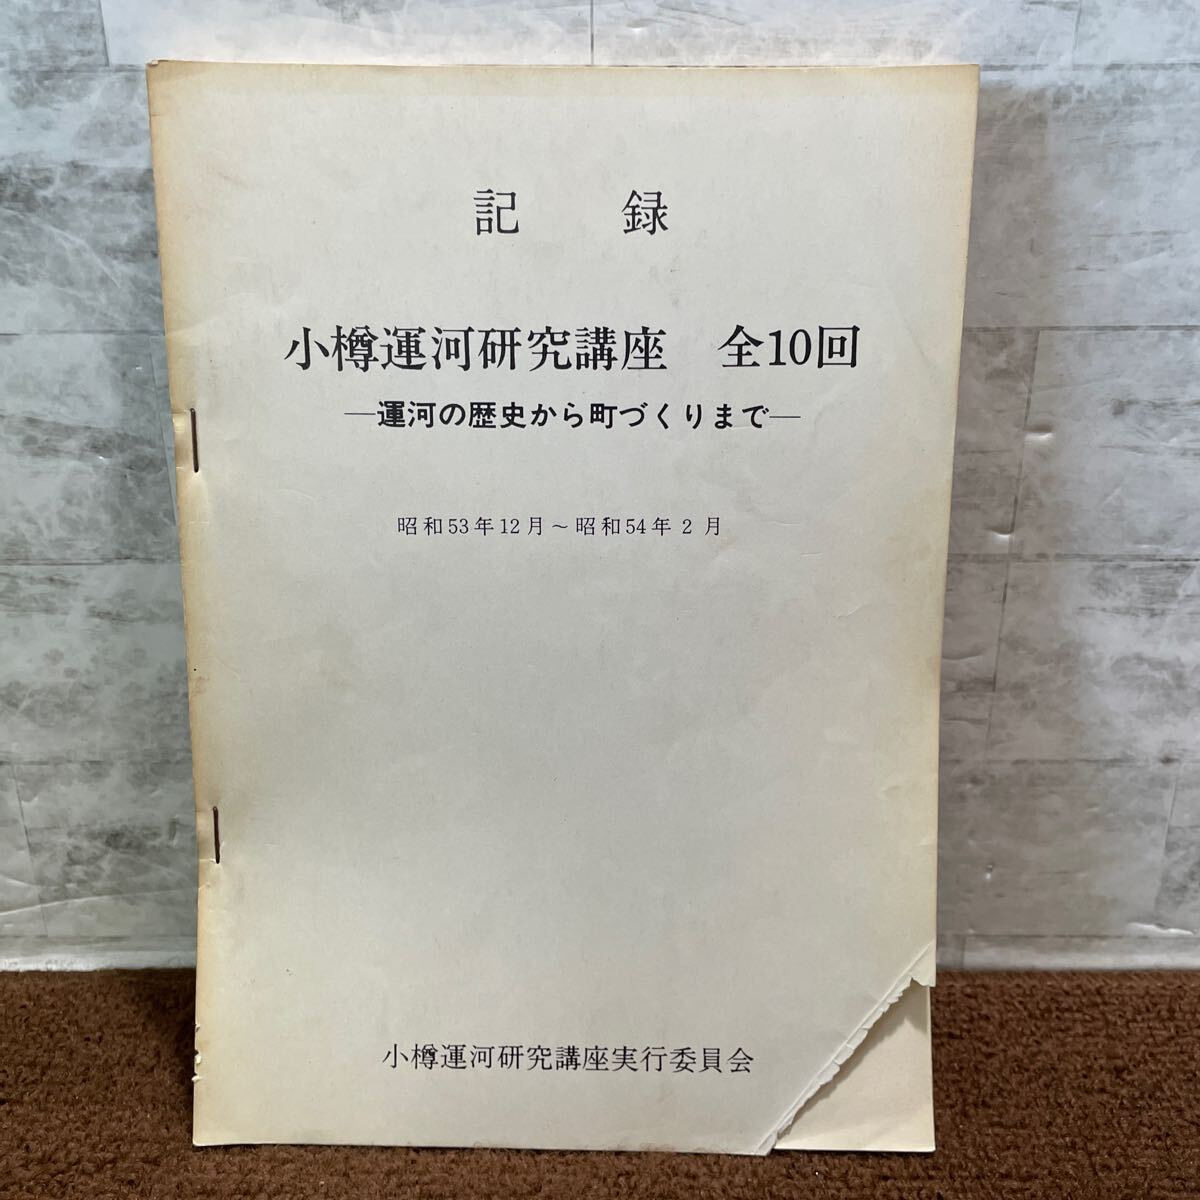 記　録
小樽運河研究講座　全10回
―運河の歴史から町づくりまで―
昭和53年12月～昭和54年2月
小樽運河研究講座実行委員会